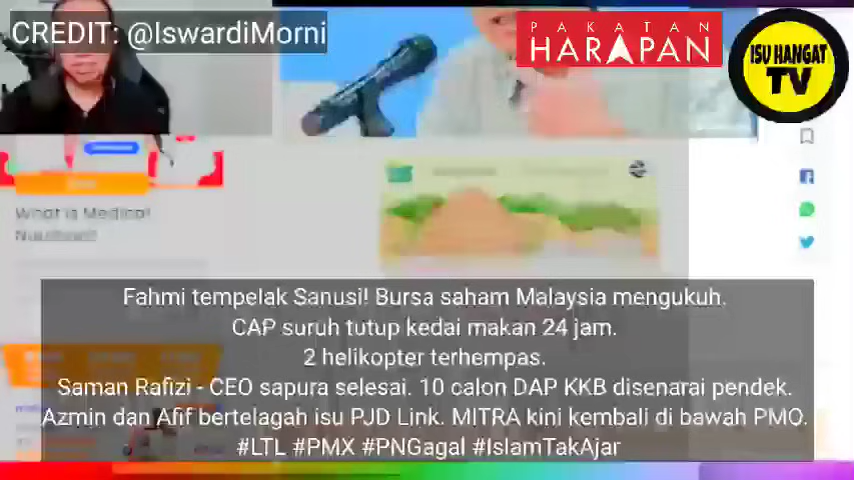 CREDIT: @IswardiMorni
PAKATAN
HARAPAN
ISU HANGAT
TV
What is Medical
Fahmi tempelak Sanusi! Bursa saham Malaysia mengukuh.
CAP suruh tutup kedai makan 24 jam.
2 helikopter terhempas.
Saman Rafizi - CEO sapura selesai. 10 calon DAP KKB disenarai pendek.
Azmin dan Afif bertelagah isu PJD Link. MITRA kini kembali di bawah PMO.
#LTL #PMX #PNGagal #IslamTakAjar